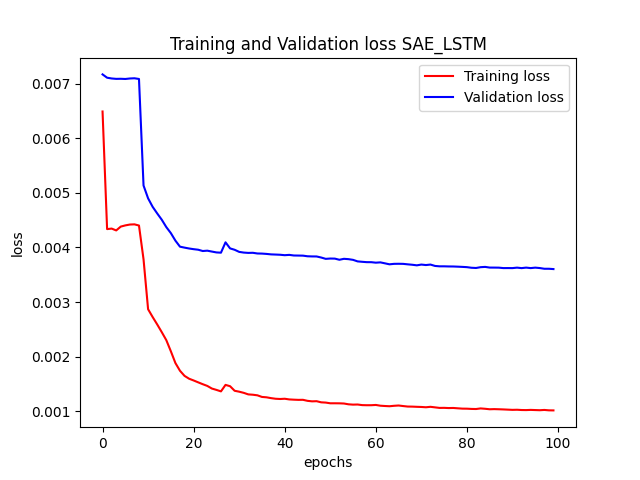 Training and Validation loss SAE_LSTM
Training loss
Validation loss
0.007
0.006
0.005
0.004
0.003
0.002
0.001
loss
0 20 40 60 80 100
epochs